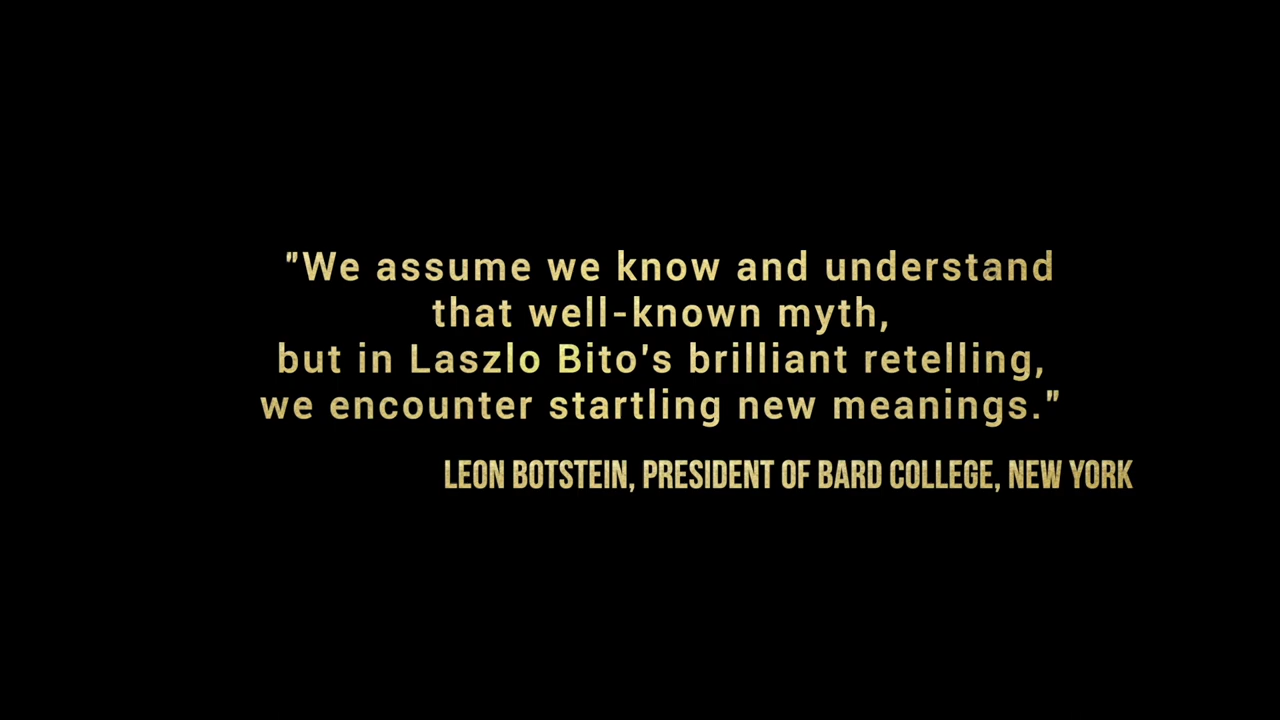 "We assume we know and understand
that well-known myth,
but in Laszlo Bito's brilliant retelling,
we encounter startling new meanings."
LEON BOTSTEIN, PRESIDENT OF BARD COLLEGE, NEW YORK